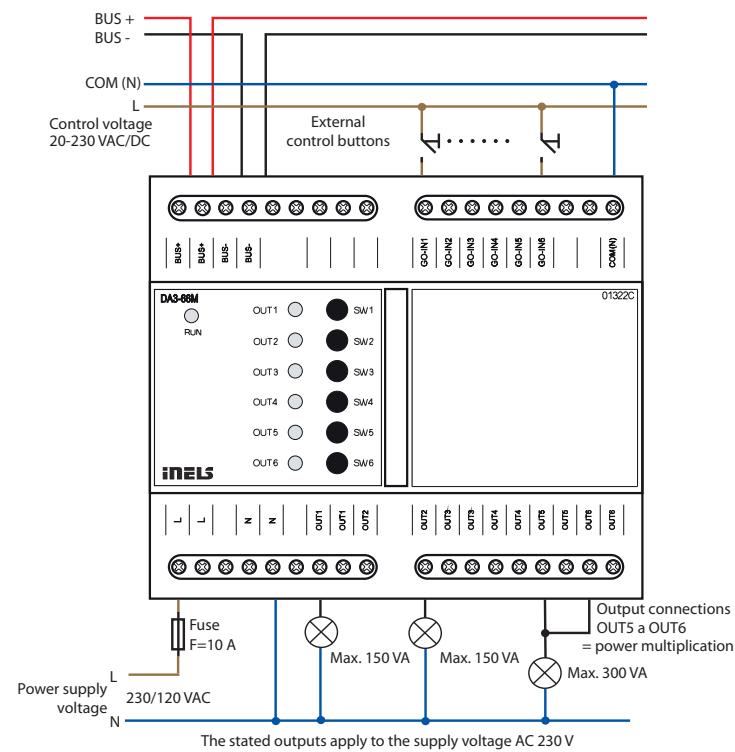 BUS +
BUS -
COM (N)
L
Control voltage
20-230 VAC/DC
External
control buttons
BUS+
BUS+
BUS-
BUS-
GO-IN1
GO-IN2
GO-IN3
GO-IN4
GO-IN5
GO-IN6
COM(N)
DA3-66M
RUN
01322C
OUT1
SW1
OUT2
SW2
OUT3
SW3
OUT4
SW4
OUT5
SW5
OUT6
SW6
iNELS
L
L
N
N
OUT1
OUT1
OUT2
OUT2
OUT3
OUT3
OUT4
OUT4
OUT5
OUT5
OUT6
OUT6
Fuse
F=10 A
Max. 150 VA
Max. 150 VA
Output connections
OUT5 a OUT6
= power multiplication
Max. 300 VA
L
Power supply
voltage
230/120 VAC
N
The stated outputs apply to the supply voltage AC 230 V